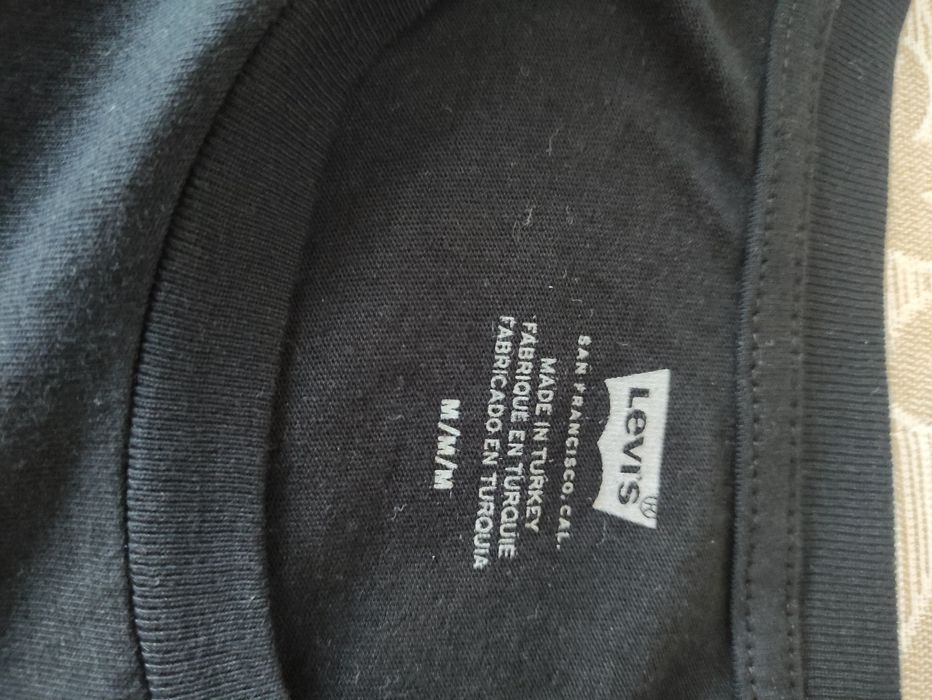 LEVI'S
SAN FRANCISCO, CAL.
MADE IN TURKEY
FABRIQUE EN TURQUIE
FABRICADO EN TURQUIA
M/M/M